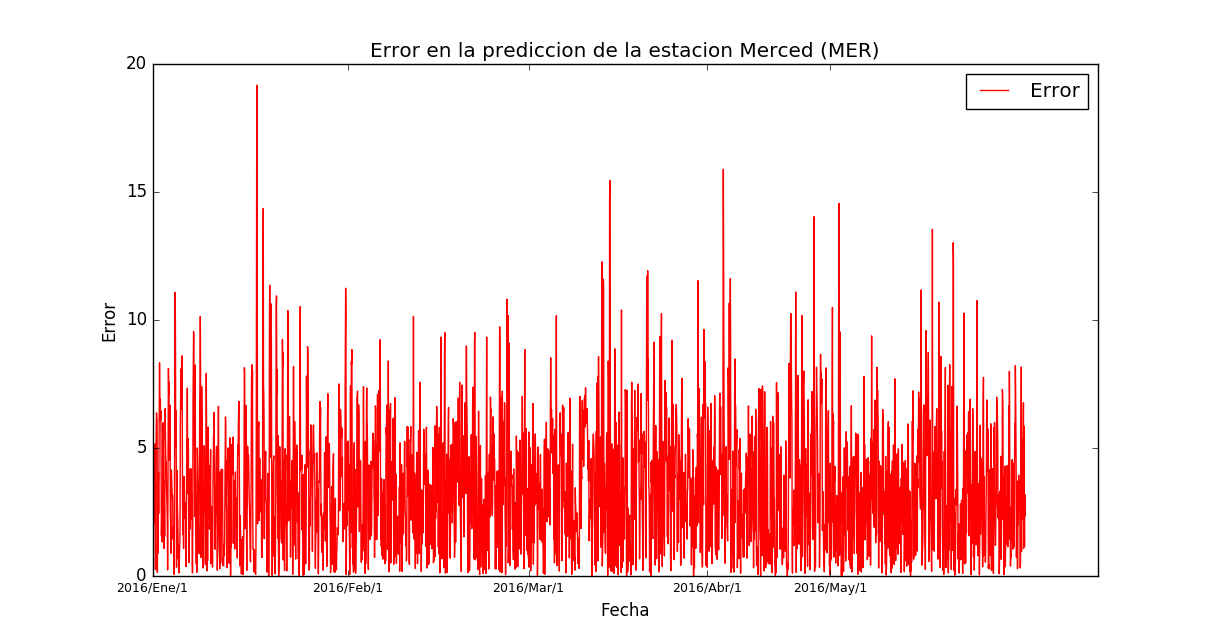 Error en la prediccion de la estacion Merced (MER)
Error
20
15
10
5
0
Error
2016/Ene/1 2016/Feb/1 2016/Mar/1 2016/Abr/1 2016/May/1
Fecha